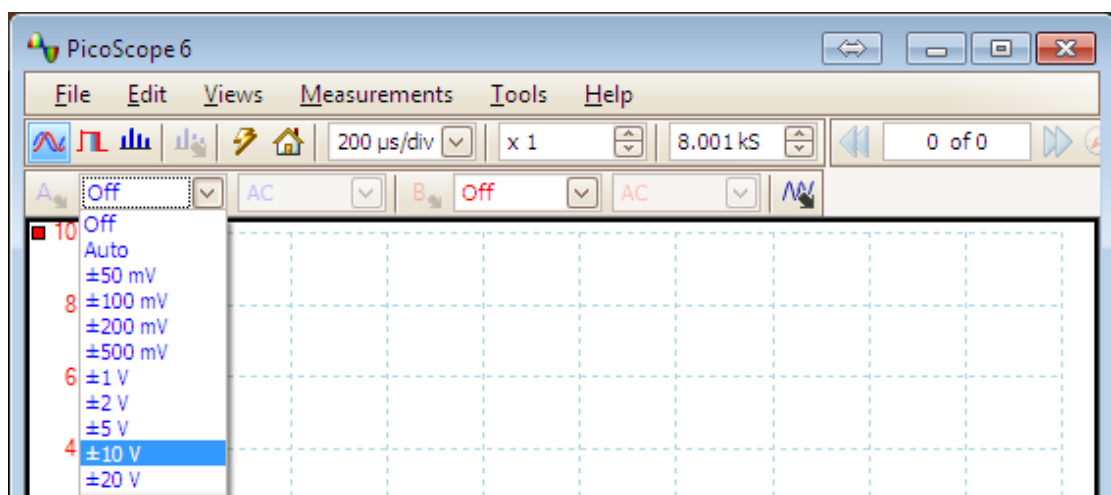 PicoScope 6
File Edit Views Measurements Tools Help
200 µs/div x 1 8.001 kS 0 of 0
A Off AC B Off AC
Off
Auto
±50 mV
±100 mV
±200 mV
±500 mV
±1 V
±2 V
±5 V
±10 V
±20 V
10
8
6
4